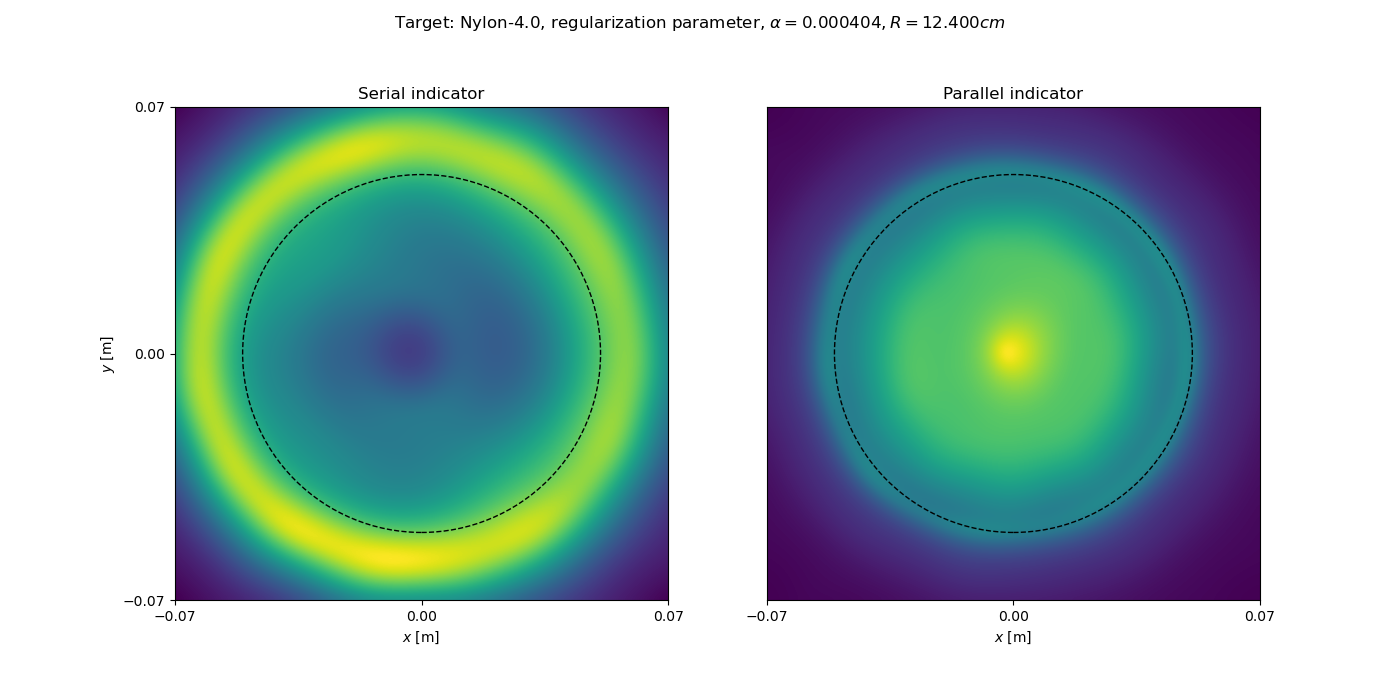 Target: Nylon-4.0, regularization parameter, α = 0.000404, R = 12.400cm
Serial indicator
Parallel indicator
0.07
0.00
−0.07
y [m]
−0.07
0.00
0.07
x [m]
−0.07
0.00
0.07
x [m]